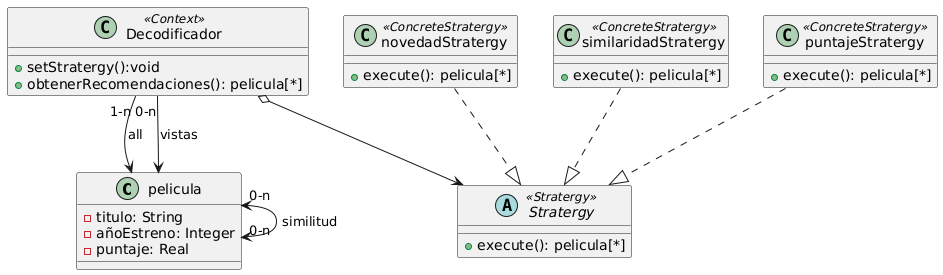 C «Context» Decodificador
setStratergy():void
obtenerRecomendaciones(): pelicula[*]
C «ConcreteStratergy» novedadStratergy
execute(): pelicula[*]
C «ConcreteStratergy» similaridadStratergy
execute(): pelicula[*]
C «ConcreteStratergy» puntajeStratergy
execute(): pelicula[*]
1-n 0-n
all
vistas
C pelicula
titulo: String
añoEstreno: Integer
puntaje: Real
0-n
similitud
0-n
A «Stratergy» Stratergy
execute(): pelicula[*]